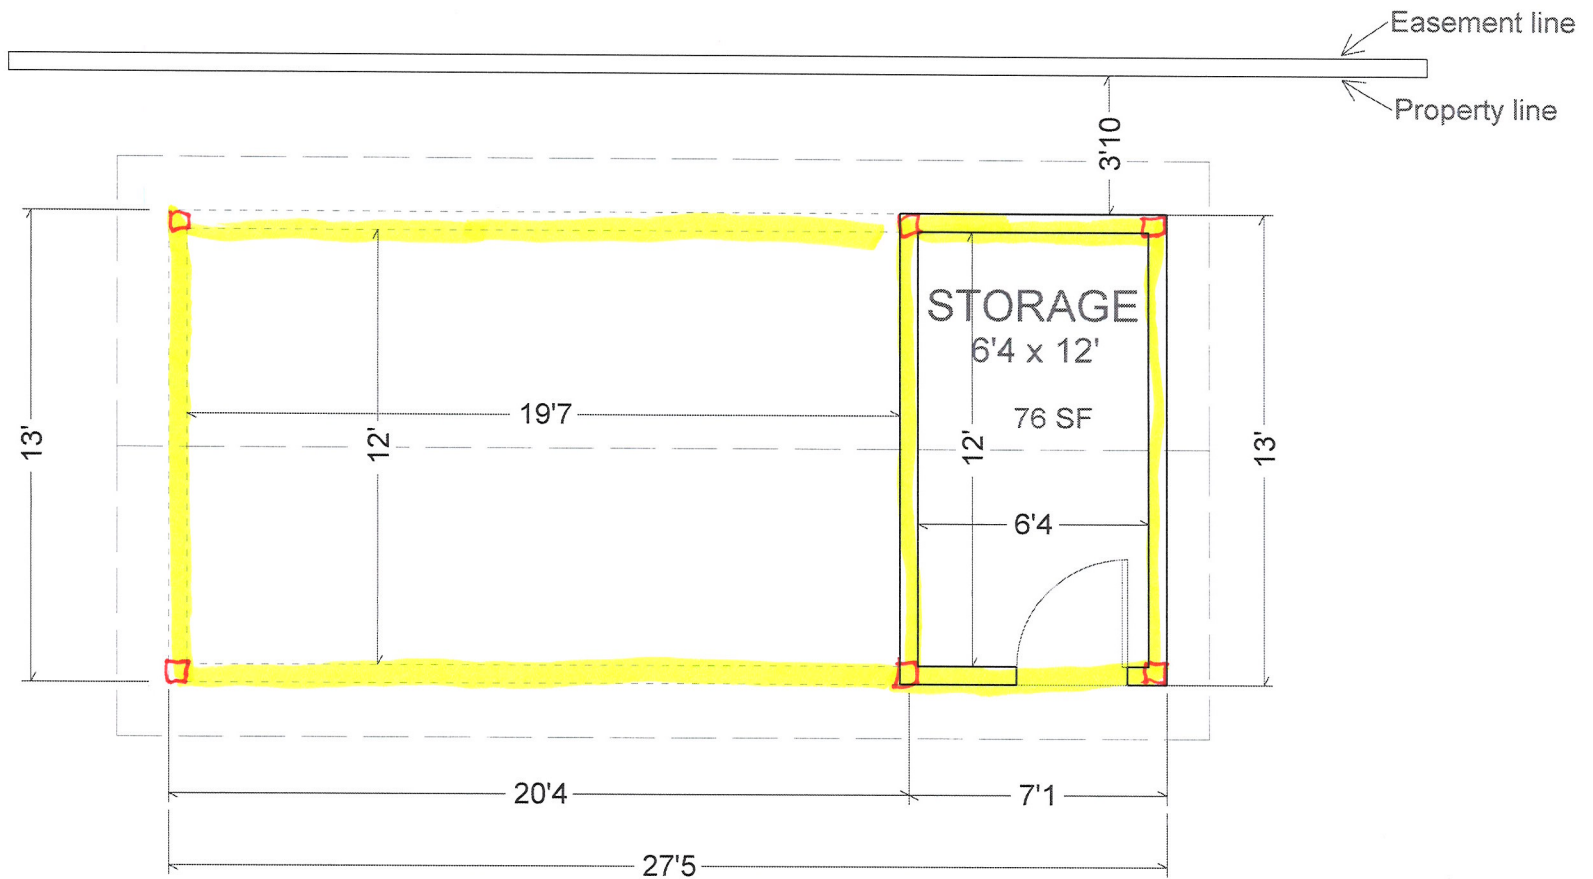 Easement line
Property line
3'10
STORAGE
6'4 x 12'
76 SF
19'7
13'
12'
12'
13'
6'4
20'4
7'1
27'5